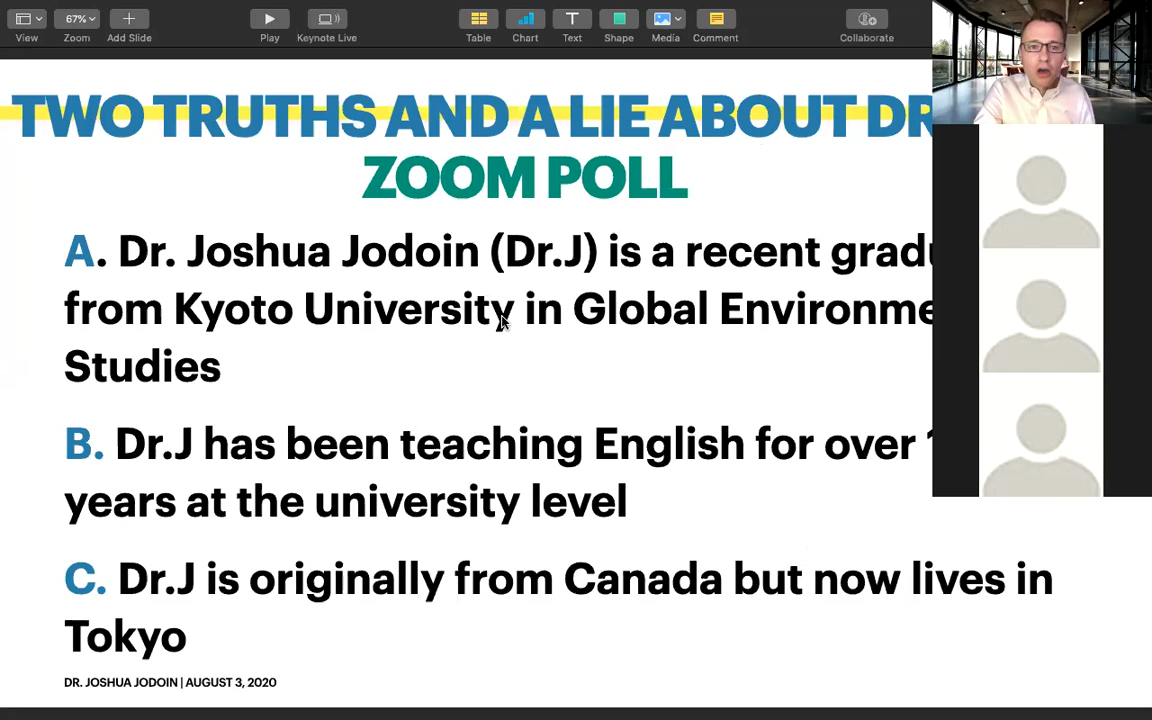 View
67%
Zoom
Add Slide
Play
Keynote Live
Table
Chart
Text
Shape
Media
Comment
Collaborate
TWO TRUTHS AND A LIE ABOUT DR
ZOOM POLL
A. Dr. Joshua Jodoin (Dr.J) is a recent
from Kyoto University in Global
Studies
B. Dr.J has been teaching English for over
years at the university level
C. Dr.J is originally from Canada but now lives in
Tokyo
DR. JOSHUA JODOIN | AUGUST 3, 2020